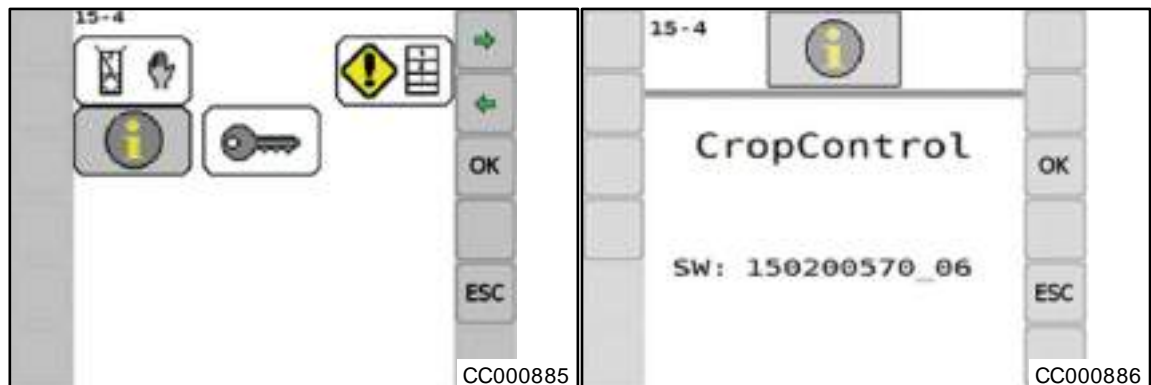 15-4
OK
ESC
CC000885
15-4
CropControl
OK
SW: 150200570_06
ESC
CC000886